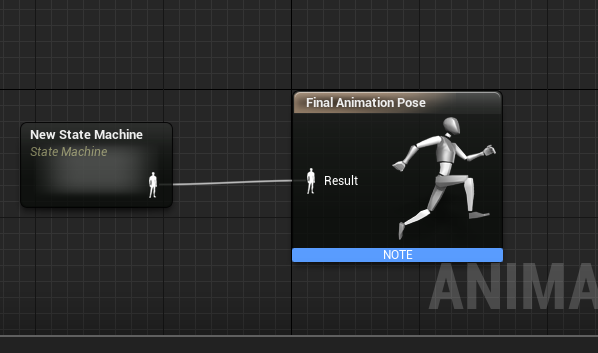 New State Machine
State Machine
Final Animation Pose
Result
NOTE
ANIMA